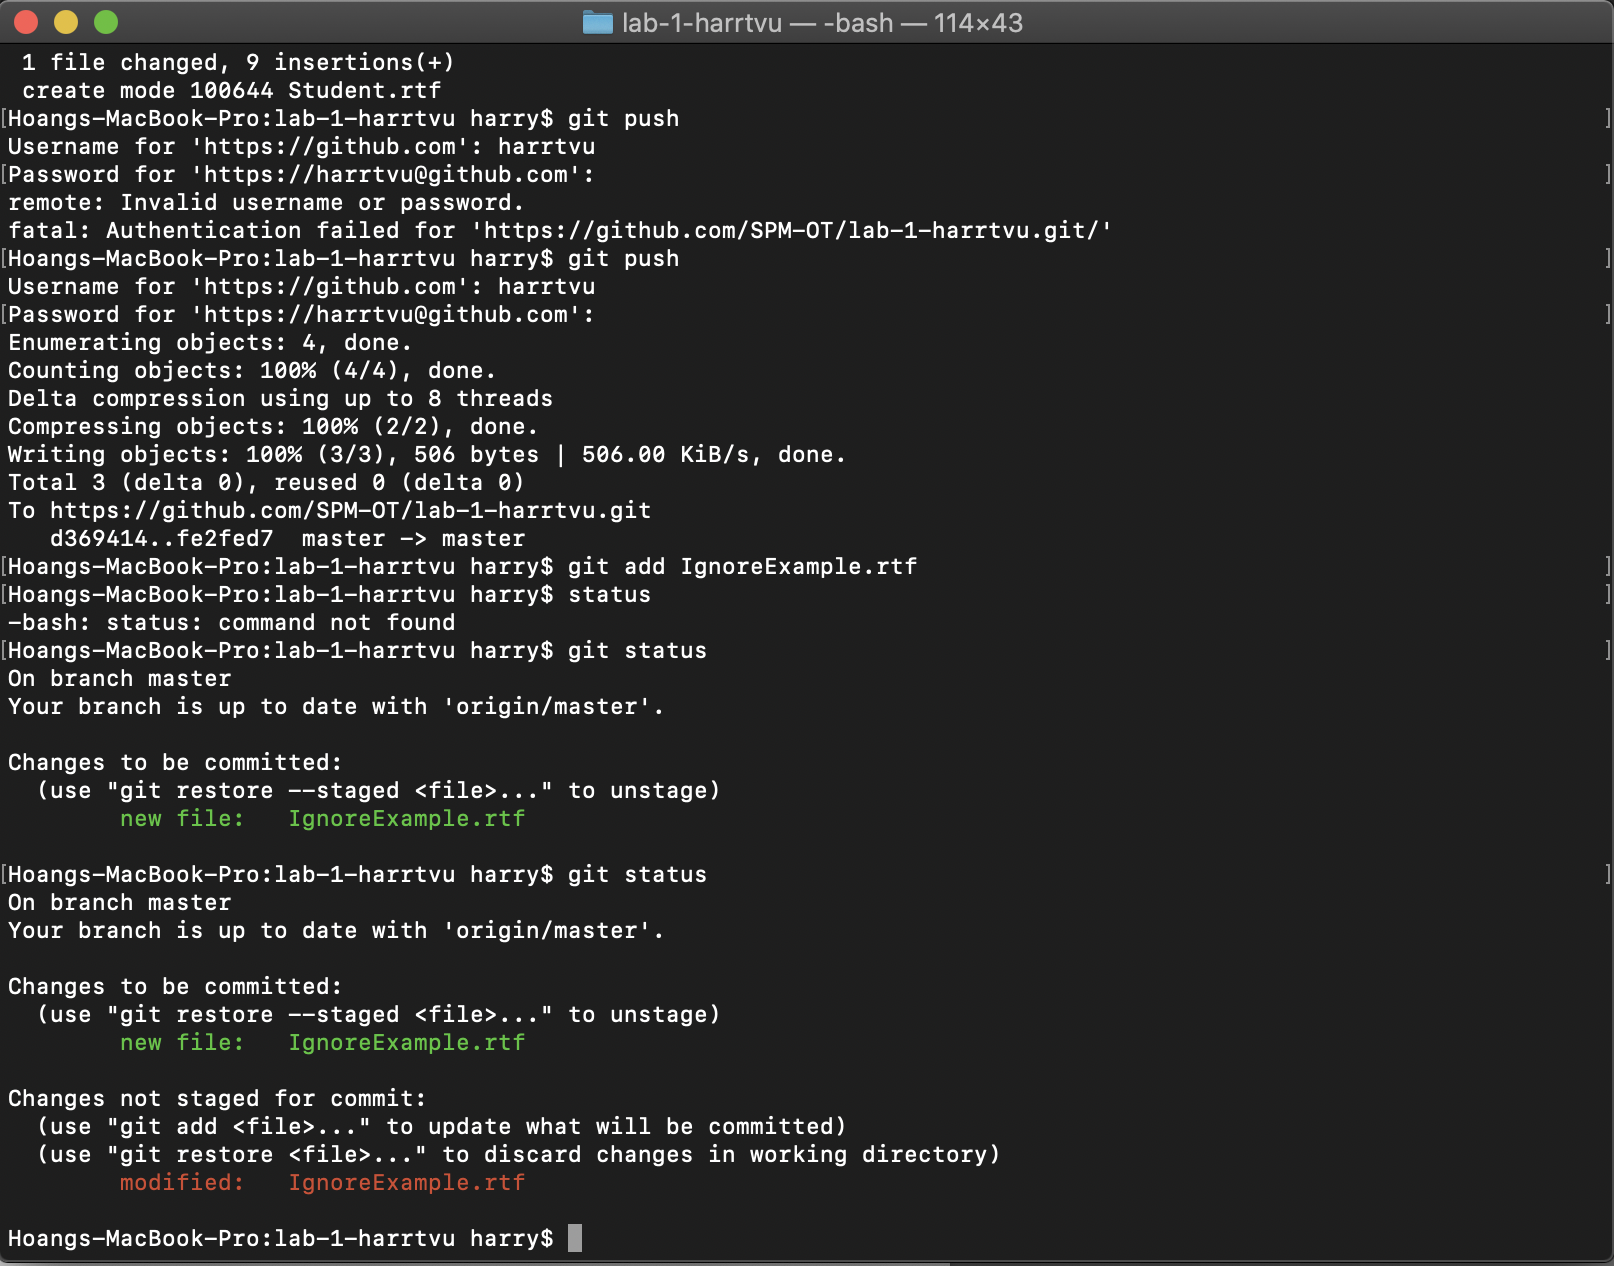 lab-1-harrtvu — -bash — 114×43
 1 file changed, 9 insertions(+)
 create mode 100644 Student.rtf
[Hoangs-MacBook-Pro:lab-1-harrtvu harry$ git push ]
Username for 'https://github.com': harrtvu
[Password for 'https://harrtvu@github.com': ]
remote: Invalid username or password.
fatal: Authentication failed for 'https://github.com/SPM-OT/lab-1-harrtvu.git/'
[Hoangs-MacBook-Pro:lab-1-harrtvu harry$ git push ]
Username for 'https://github.com': harrtvu
[Password for 'https://harrtvu@github.com': ]
Enumerating objects: 4, done.
Counting objects: 100% (4/4), done.
Delta compression using up to 8 threads
Compressing objects: 100% (2/2), done.
Writing objects: 100% (3/3), 506 bytes | 506.00 KiB/s, done.
Total 3 (delta 0), reused 0 (delta 0)
To https://github.com/SPM-OT/lab-1-harrtvu.git
   d369414..fe2fed7  master -> master
[Hoangs-MacBook-Pro:lab-1-harrtvu harry$ git add IgnoreExample.rtf ]
[Hoangs-MacBook-Pro:lab-1-harrtvu harry$ status ]
-bash: status: command not found
[Hoangs-MacBook-Pro:lab-1-harrtvu harry$ git status ]
On branch master
Your branch is up to date with 'origin/master'.

Changes to be committed:
  (use "git restore --staged <file>..." to unstage)
        new file:   IgnoreExample.rtf

[Hoangs-MacBook-Pro:lab-1-harrtvu harry$ git status ]
On branch master
Your branch is up to date with 'origin/master'.

Changes to be committed:
  (use "git restore --staged <file>..." to unstage)
        new file:   IgnoreExample.rtf

Changes not staged for commit:
  (use "git add <file>..." to update what will be committed)
  (use "git restore <file>..." to discard changes in working directory)
        modified:   IgnoreExample.rtf

Hoangs-MacBook-Pro:lab-1-harrtvu harry$